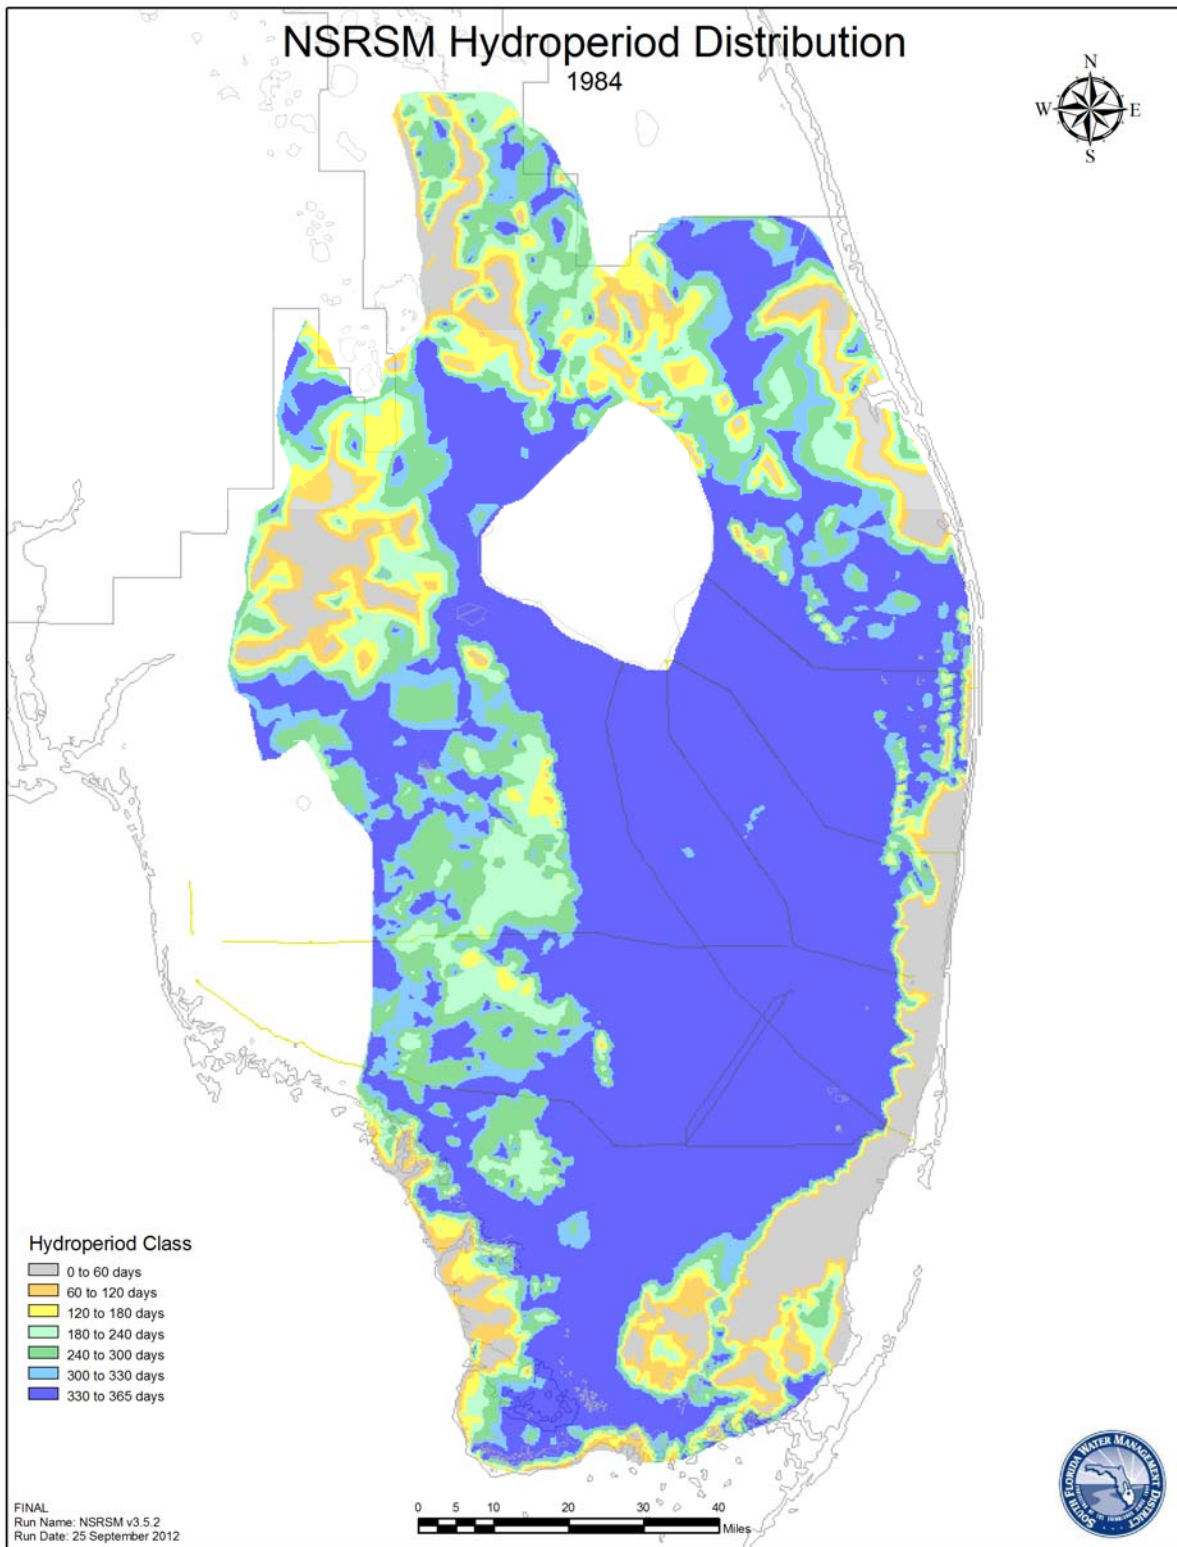 NSRSM Hydroperiod Distribution
1984
N
W E
S
Hydroperiod Class
0 to 60 days
60 to 120 days
120 to 180 days
180 to 240 days
240 to 300 days
300 to 330 days
330 to 365 days
FINAL
Run Name: NSRSM v3.5.2
Run Date: 25 September 2012
0 5 10 20 30 40
Miles
SOUTH FLORIDA WATER MANAGEMENT DISTRICT